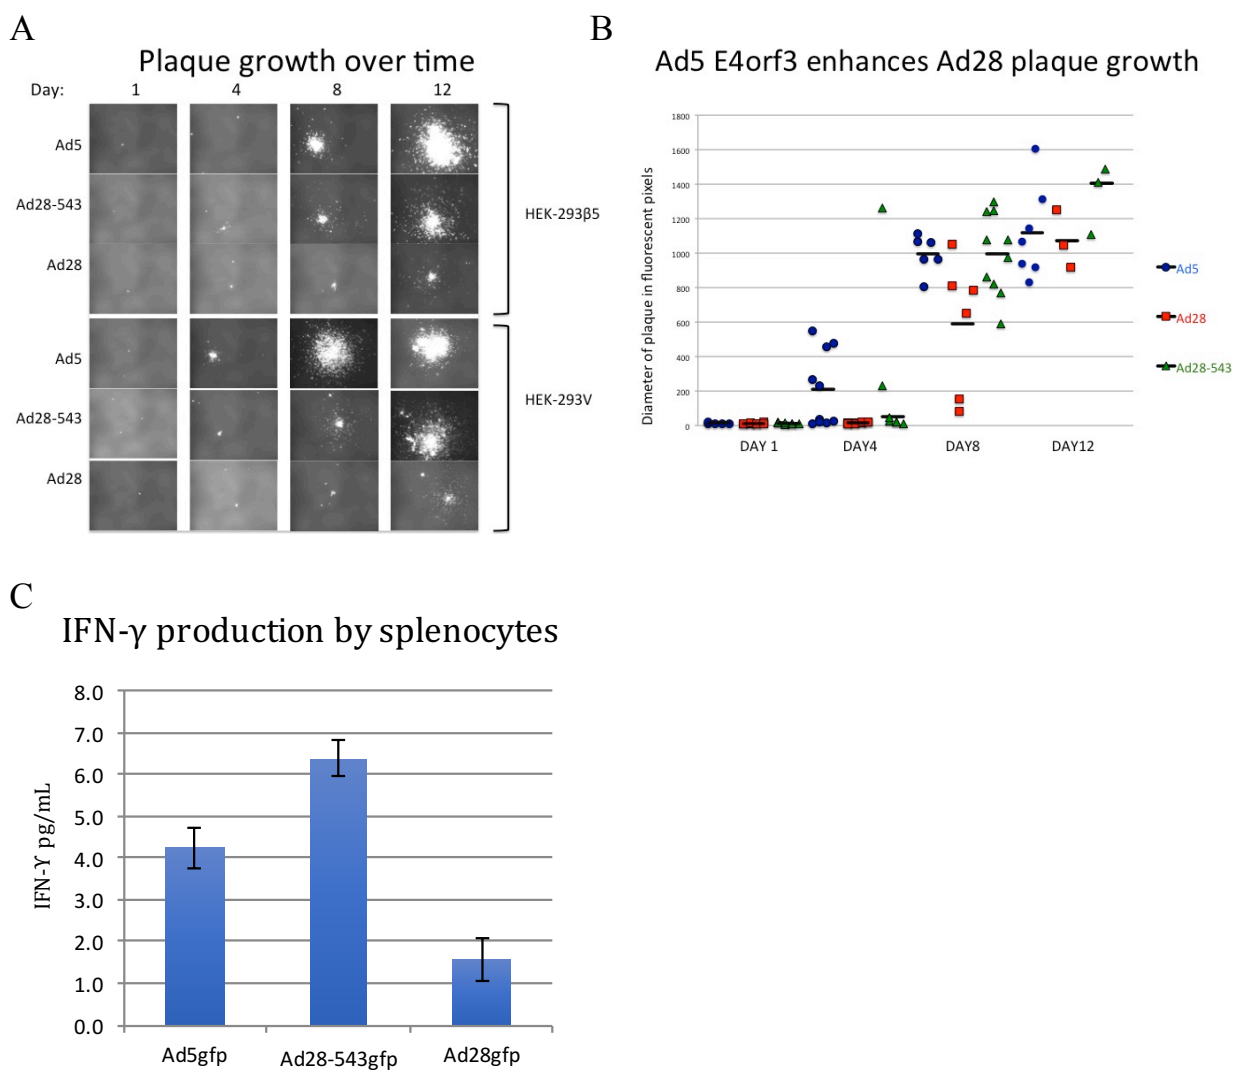 A
Plaque growth over time
Day: 1 4 8 12
Ad5
Ad28-543
Ad28
HEK-293β5
Ad5
Ad28-543
Ad28
HEK-293V
B
Ad5 E4orf3 enhances Ad28 plaque growth
Diameter of plaque in fluorescent pixels
1800
1600
1400
1200
1000
800
600
400
200
0
DAY 1 DAY4 DAY8 DAY12
Ad5
Ad28
Ad28-543
C
IFN-γ production by splenocytes
IFN-ϒ pg/mL
8.0
7.0
6.0
5.0
4.0
3.0
2.0
1.0
0.0
Ad5gfp Ad28-543gfp Ad28gfp